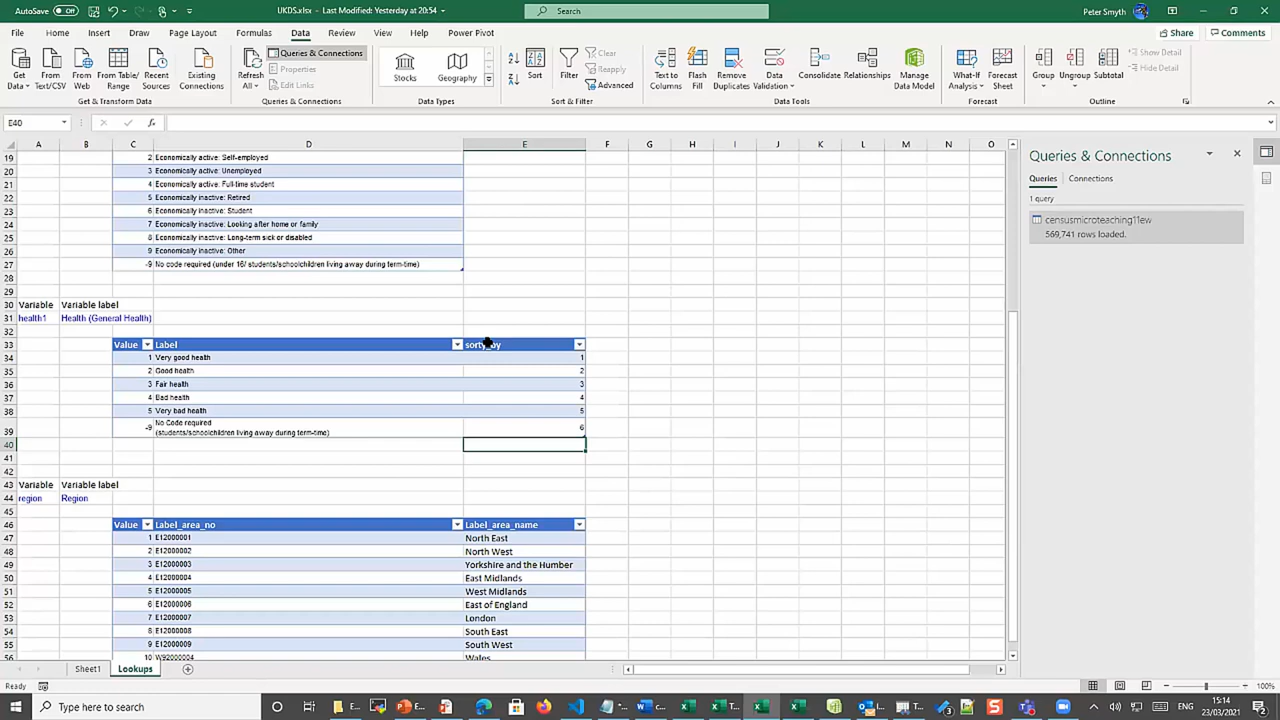 AutoSave Off UKDS.xlsx - Last Modified: Yesterday at 20:54 Search Peter Smyth
File Home Insert Draw Page Layout Formulas Data Review View Help Power Pivot Share Comments
Get Data From Text/CSV From Web From Table/ Range Recent Sources Existing Connections Refresh All Queries & Connections Properties Edit Links Stocks Geography Sort Filter Clear Reapply Advanced Text to Columns Flash Fill Remove Duplicates Data Validation Consolidate Relationships Manage Data Model What-If Analysis Forecast Sheet Group Ungroup Subtotal Show Detail Hide Detail
Get & Transform Data Queries & Connections Data Types Sort & Filter Data Tools Forecast Outline
E40 fx
A B C D E F G H I J K L M N O
19 2 Economically active: Self-employed
20 3 Economically active: Unemployed
21 4 Economically active: Full-time student
22 5 Economically inactive: Retired
23 6 Economically inactive: Student
24 7 Economically inactive: Looking after home or family
25 8 Economically inactive: Long-term sick or disabled
26 9 Economically inactive: Other
27 -9 No code required (under 16/ students/schoolchildren living away during term-time)
28
29
30 Variable Variable label
31 health1 Health (General Health)
32
33 Value Label sorty_by
34 1 Very good health 1
35 2 Good health 2
36 3 Fair health 3
37 4 Bad health 4
38 5 Very bad health 5
39 -9 No Code required
(students/schoolchildren living away during term-time) 6
40
41
42
43 Variable Variable label
44 region Region
45
46 Value Label_area_no Label_area_name
47 1 E12000001 North East
48 2 E12000002 North West
49 3 E12000003 Yorkshire and the Humber
50 4 E12000004 East Midlands
51 5 E12000005 West Midlands
52 6 E12000006 East of England
53 7 E12000007 London
54 8 E12000008 South East
55 9 E12000009 South West
56 10 W92000004 Wales
Queries & Connections
Queries Connections
1 query
censusmicroteaching11ew
569,741 rows loaded.
Sheet1 Lookups
Ready 100%
Type here to search
15:14
23/03/2021